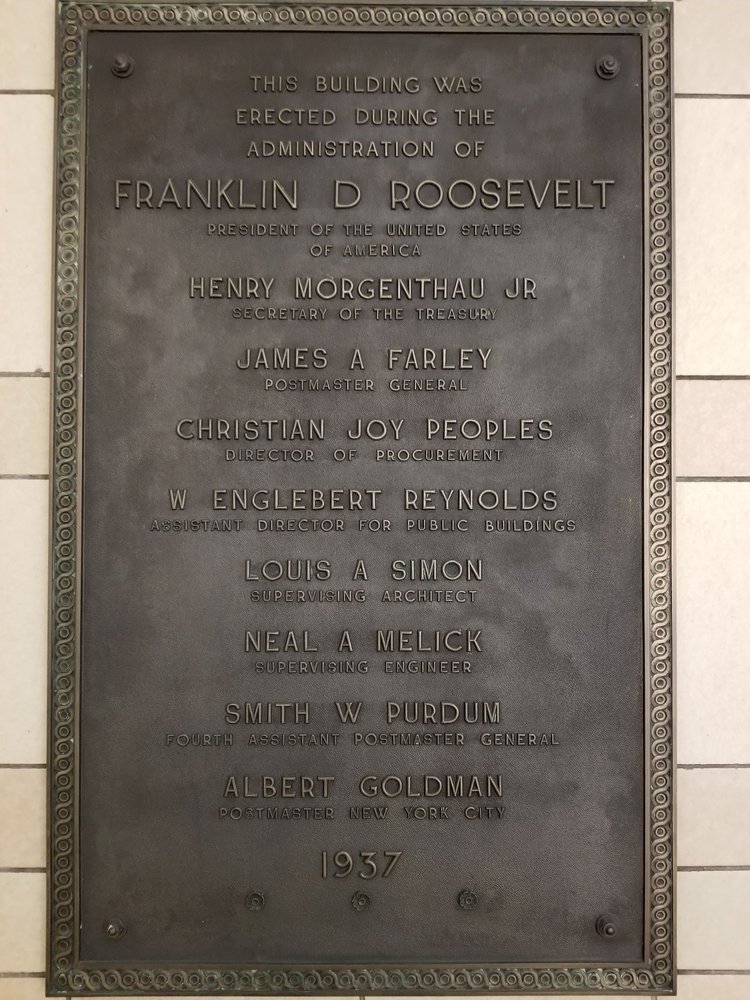 THIS BUILDING WAS
ERECTED DURING THE
ADMINISTRATION OF
FRANKLIN D ROOSEVELT
PRESIDENT OF THE UNITED STATES
OF AMERICA
HENRY MORGENTHAU JR
SECRETARY OF THE TREASURY
JAMES A FARLEY
POSTMASTER GENERAL
CHRISTIAN JOY PEOPLES
DIRECTOR OF PROCUREMENT
W ENGLEBERT REYNOLDS
ASSISTANT DIRECTOR FOR PUBLIC BUILDINGS
LOUIS A SIMON
SUPERVISING ARCHITECT
NEAL A MELICK
SUPERVISING ENGINEER
SMITH W PURDUM
FOURTH ASSISTANT POSTMASTER GENERAL
ALBERT GOLDMAN
POSTMASTER NEW YORK CITY
1937